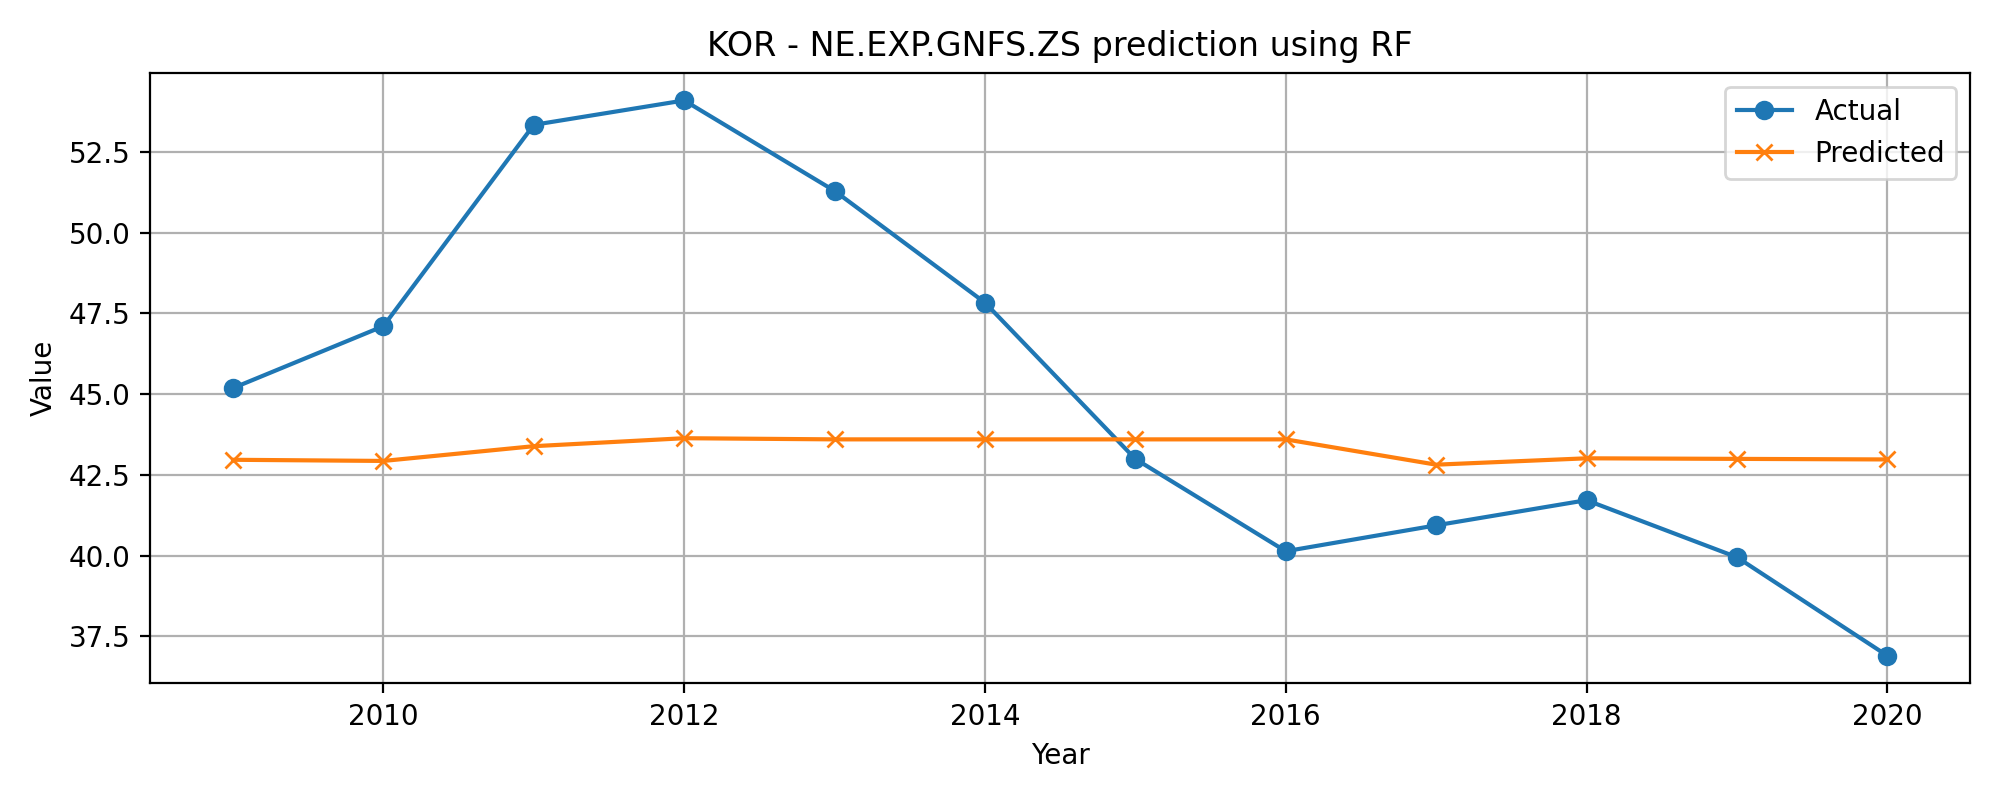 KOR - NE.EXP.GNFS.ZS prediction using RF
Actual
Predicted
52.5
50.0
47.5
45.0
42.5
40.0
37.5
Value
2010 2012 2014 2016 2018 2020
Year